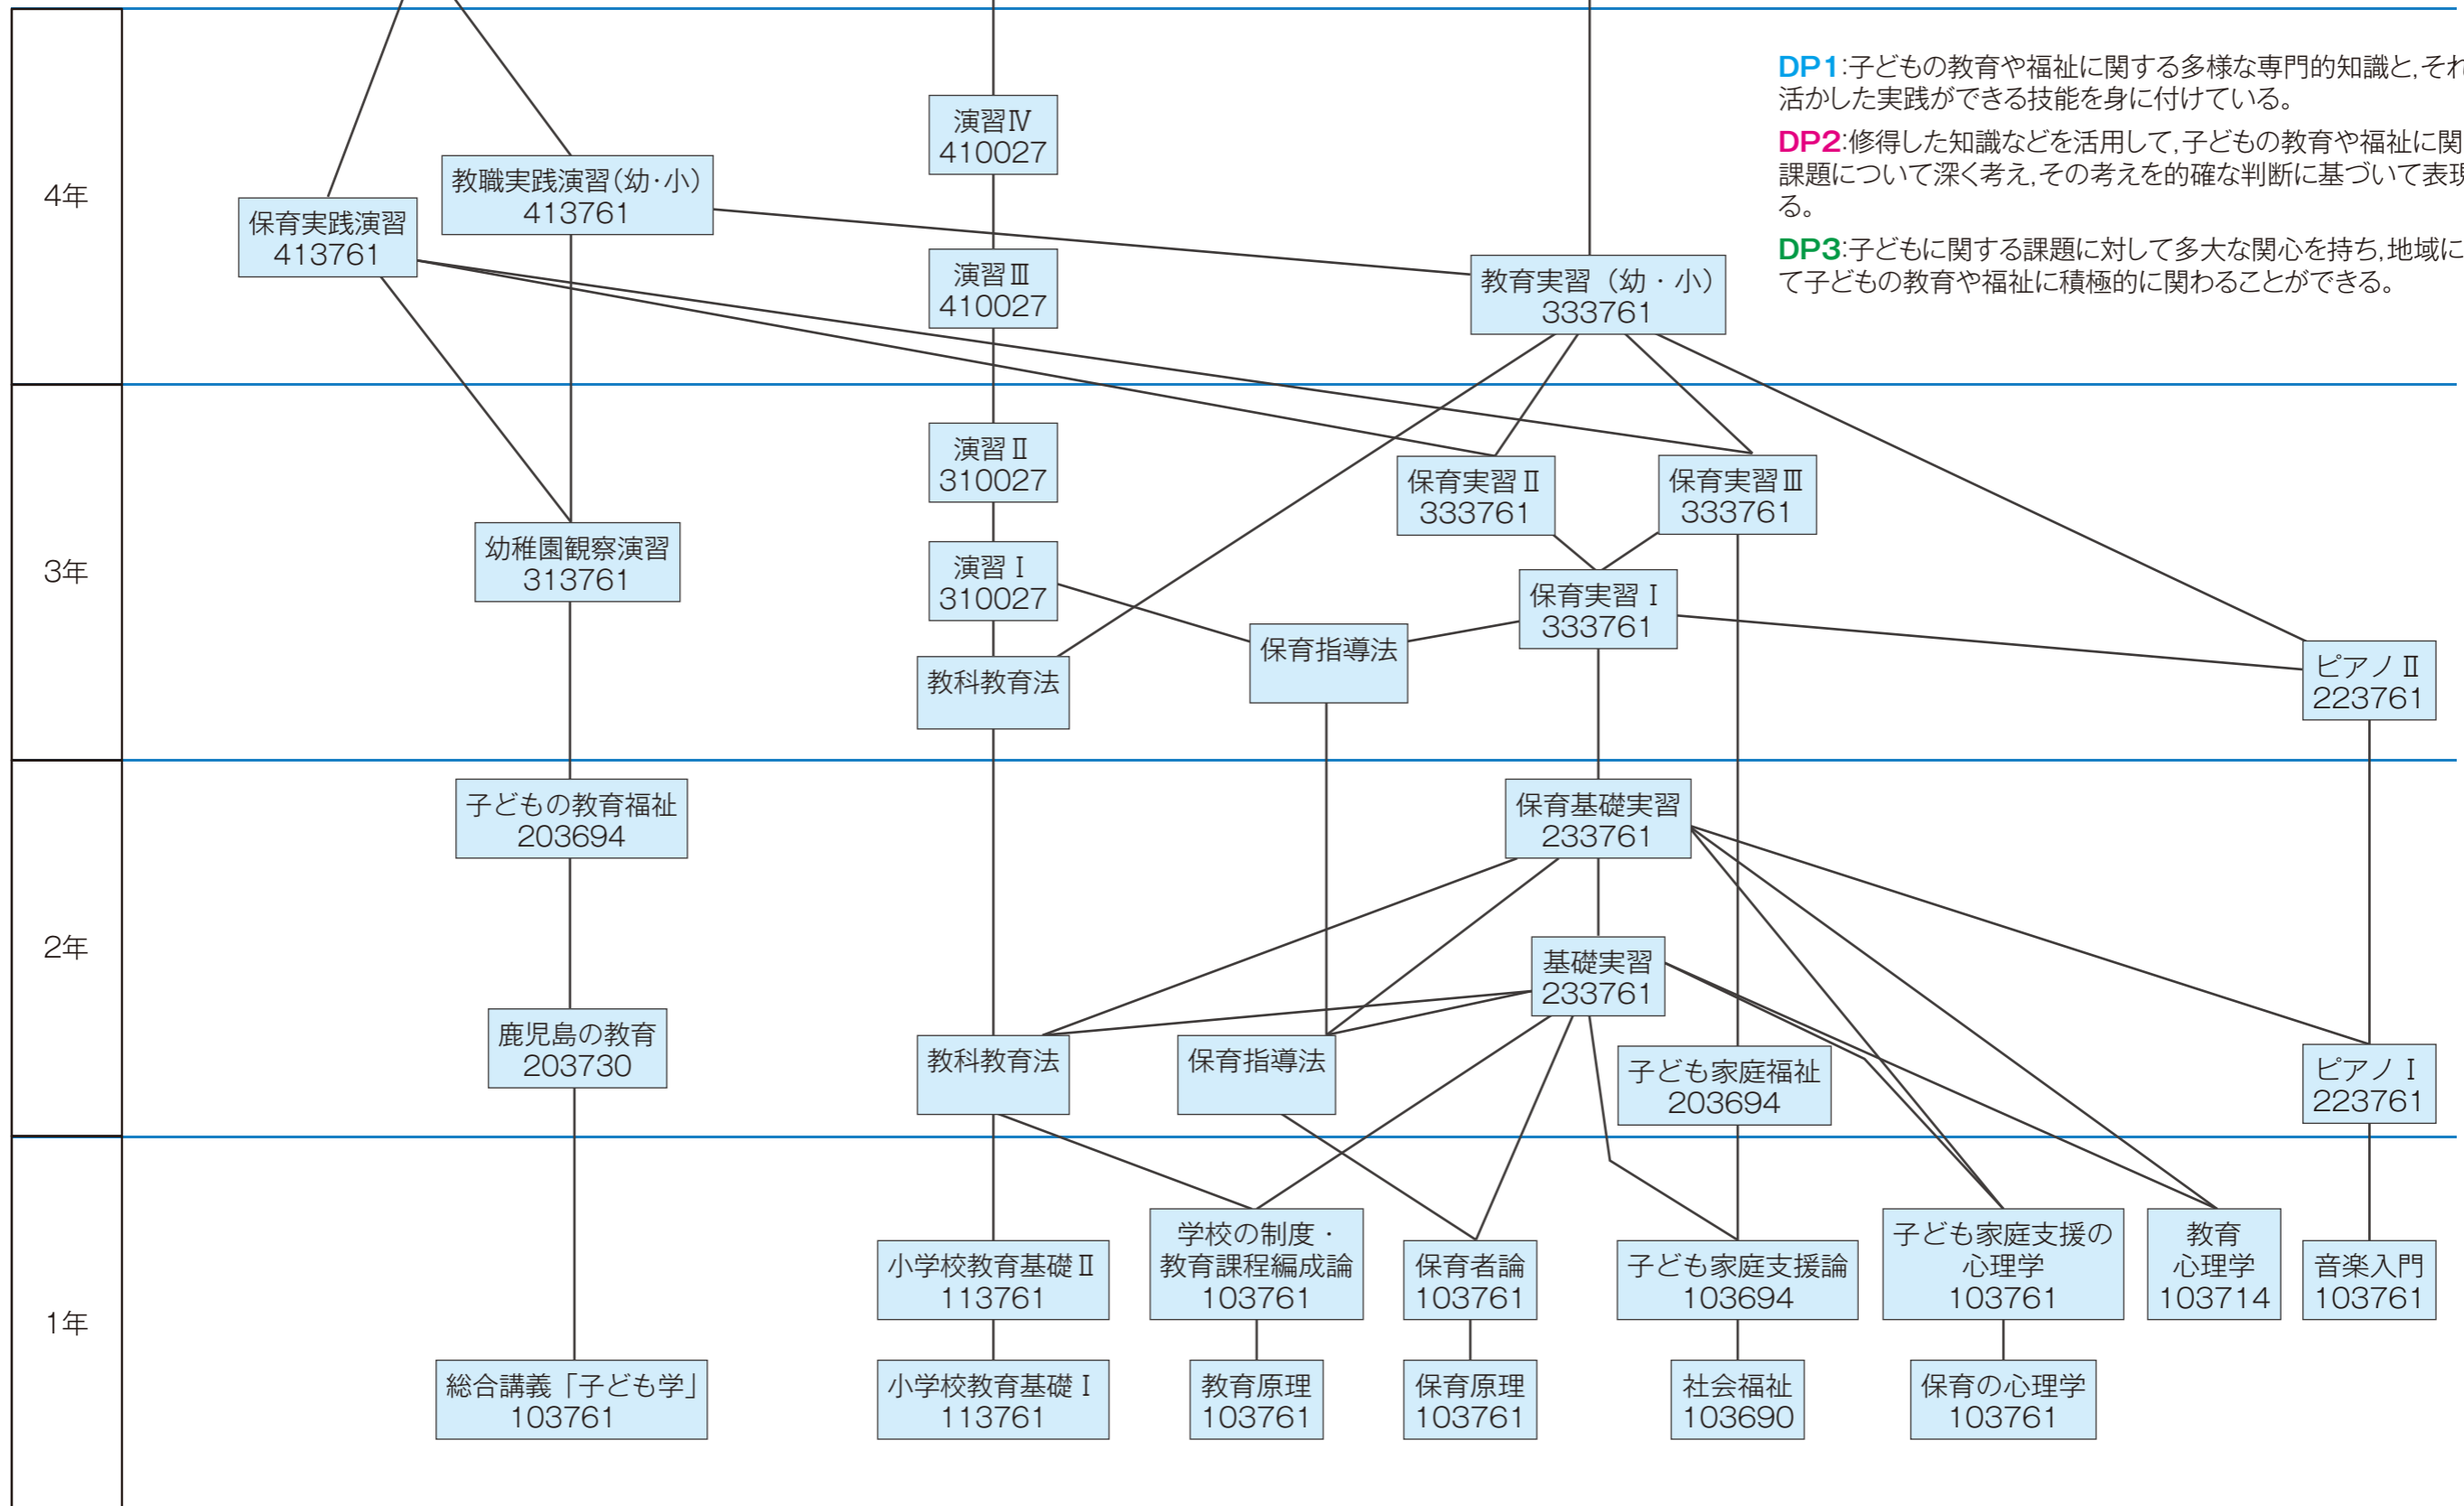 DP1:子どもの教育や福祉に関する多様な専門的知識と,それ
活かした実践ができる技能を身に付けている。
DP2:修得した知識などを活用して,子どもの教育や福祉に関
課題について深く考え,その考えを的確な判断に基づいて表現
る。
DP3:子どもに関する課題に対して多大な関心を持ち,地域に
て子どもの教育や福祉に積極的に関わることができる。
4年
演習Ⅳ
410027
教職実践演習(幼・小)
413761
保育実践演習
413761
演習Ⅲ
410027
教育実習(幼・小)
333761
3年
演習Ⅱ
310027
保育実習Ⅱ
333761
保育実習Ⅲ
333761
幼稚園観察演習
313761
演習Ⅰ
310027
保育実習Ⅰ
333761
保育指導法
教科教育法
ピアノⅡ
223761
2年
子どもの教育福祉
203694
保育基礎実習
233761
基礎実習
233761
鹿児島の教育
203730
教科教育法
保育指導法
子ども家庭福祉
203694
ピアノⅠ
223761
1年
小学校教育基礎Ⅱ
113761
学校の制度・
教育課程編成論
103761
保育者論
103761
子ども家庭支援論
103694
子ども家庭支援の
心理学
103761
教育
心理学
103714
音楽入門
103761
総合講義「子ども学」
103761
小学校教育基礎Ⅰ
113761
教育原理
103761
保育原理
103761
社会福祉
103690
保育の心理学
103761